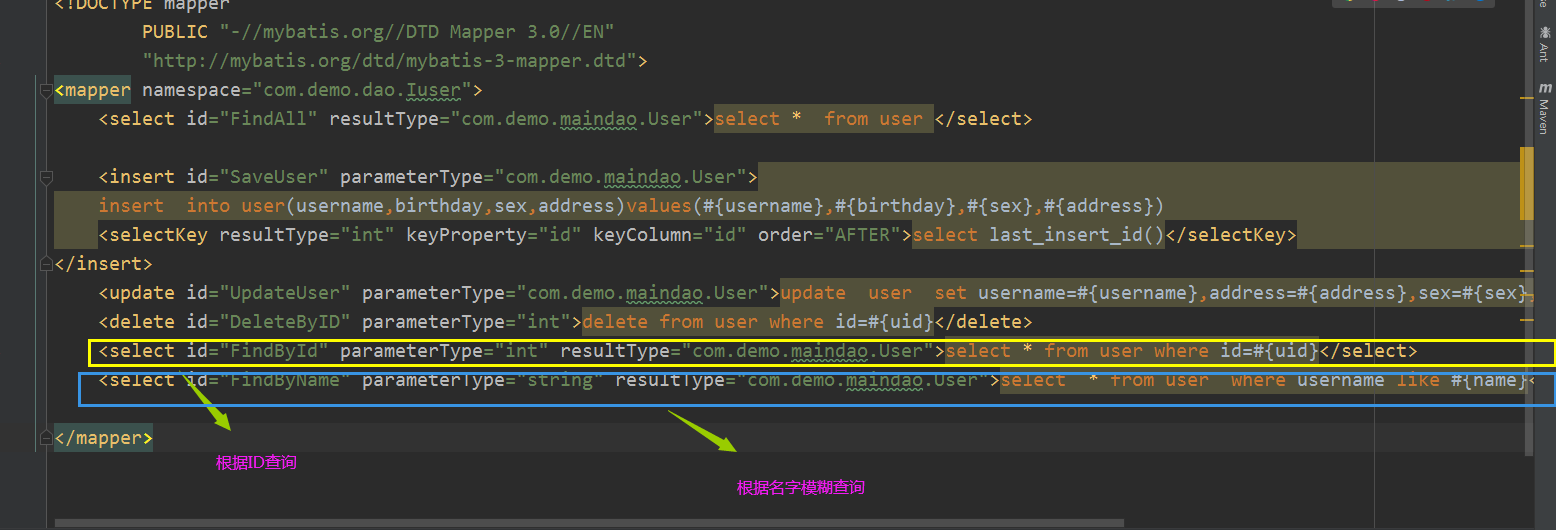 <!DOCTYPE mapper
PUBLIC "-//mybatis.org//DTD Mapper 3.0//EN"
"http://mybatis.org/dtd/mybatis-3-mapper.dtd">
<mapper namespace="com.demo.dao.Iuser">
<select id="FindAll" resultType="com.demo.maindao.User">select *  from user </select>
<insert id="SaveUser" parameterType="com.demo.maindao.User">
insert  into user(username,birthday,sex,address)values(#{username},#{birthday},#{sex},#{address})
<selectKey resultType="int" keyProperty="id" keyColumn="id" order="AFTER">select last_insert_id()</selectKey>
</insert>
<update id="UpdateUser" parameterType="com.demo.maindao.User">update  user  set username=#{username},address=#{address},sex=#{sex},
<delete id="DeleteByID" parameterType="int">delete from user where id=#{uid}</delete>
<select id="FindById" parameterType="int" resultType="com.demo.maindao.User">select * from user where id=#{uid}</select>
<select id="FindByName" parameterType="string" resultType="com.demo.maindao.User">select  * from user  where username like #{name}<
</mapper>
根据ID查询
根据名字模糊查询
Ant
m Maven